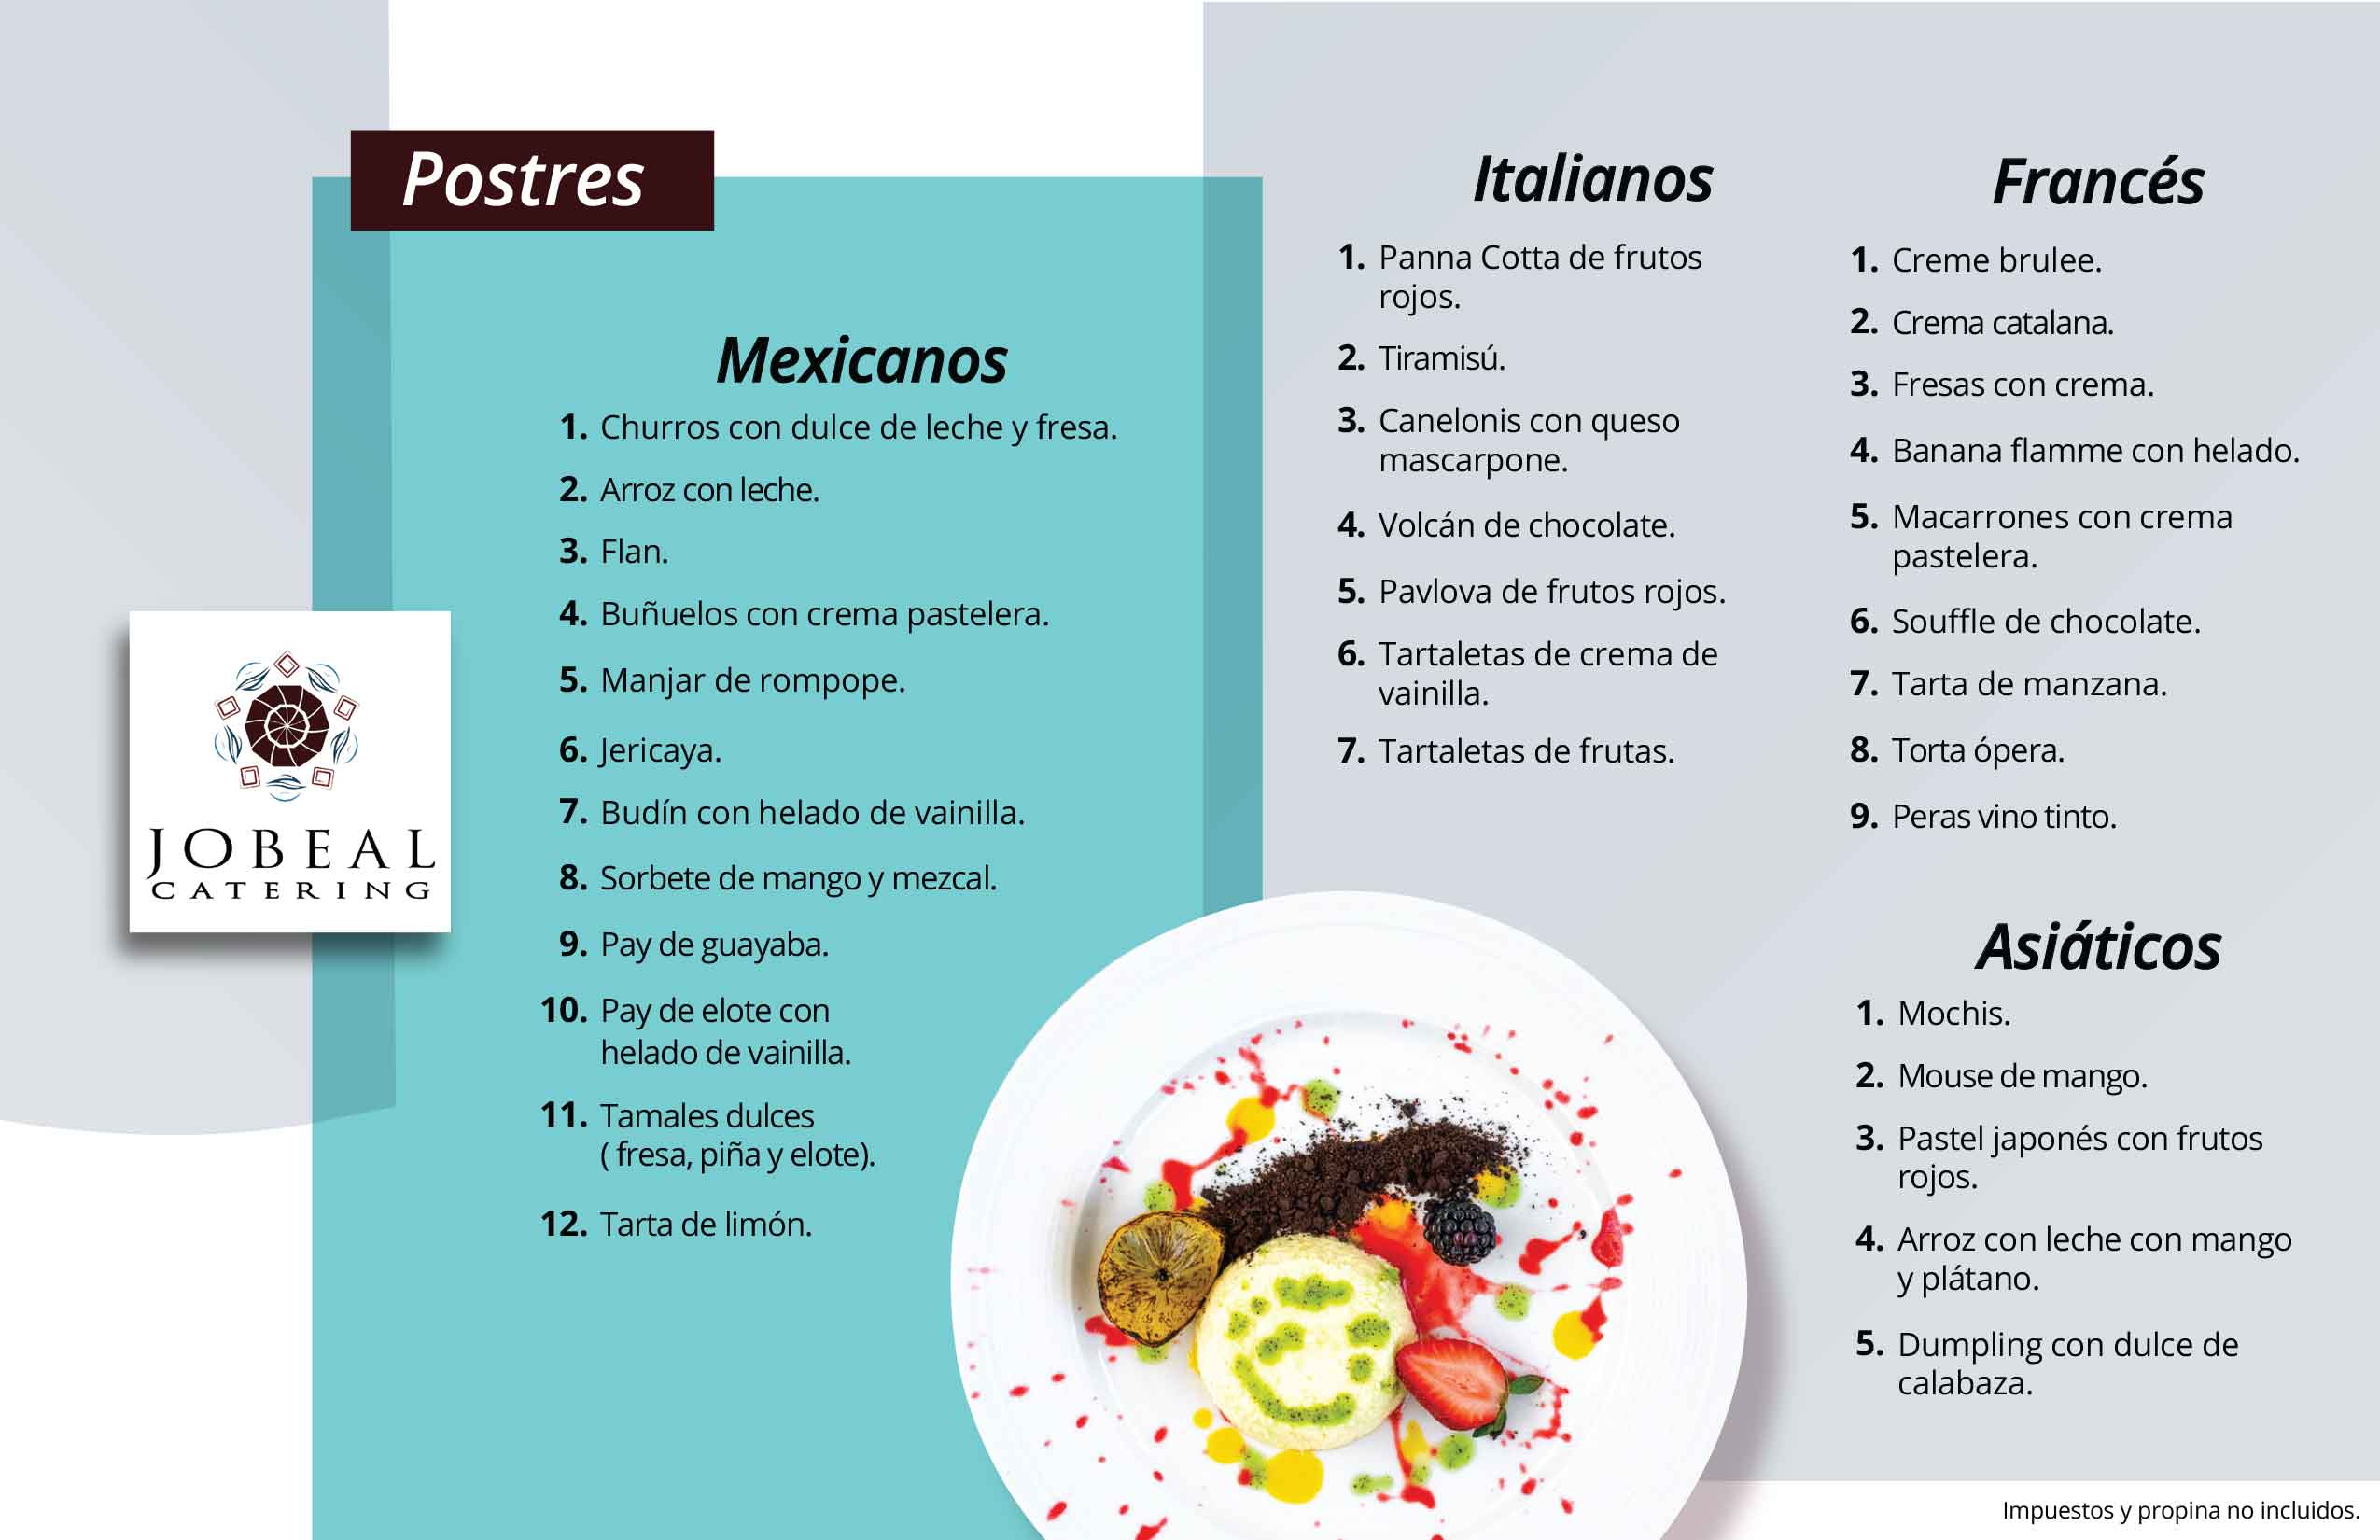 Postres
Mexicanos
1. Churros con dulce de leche y fresa.
2. Arroz con leche.
3. Flan.
4. Buñuelos con crema pastelera.
5. Manjar de rompope.
6. Jericaya.
7. Budín con helado de vainilla.
8. Sorbete de mango y mezcal.
9. Pay de guayaba.
10. Pay de elote con
helado de vainilla.
11. Tamales dulces
( fresa, piña y elote).
12. Tarta de limón.
JOBEAL
CATERING
Italianos
1. Panna Cotta de frutos
rojos.
2. Tiramisú.
3. Canelonis con queso
mascarpone.
4. Volcán de chocolate.
5. Pavlova de frutos rojos.
6. Tartaletas de crema de
vainilla.
7. Tartaletas de frutas.
Francés
1. Creme brulee.
2. Crema catalana.
3. Fresas con crema.
4. Banana flamme con helado.
5. Macarrones con crema
pastelera.
6. Souffle de chocolate.
7. Tarta de manzana.
8. Torta ópera.
9. Peras vino tinto.
Asiáticos
1. Mochis.
2. Mouse de mango.
3. Pastel japonés con frutos
rojos.
4. Arroz con leche con mango
y plátano.
5. Dumpling con dulce de
calabaza.
Impuestos y propina no incluidos.